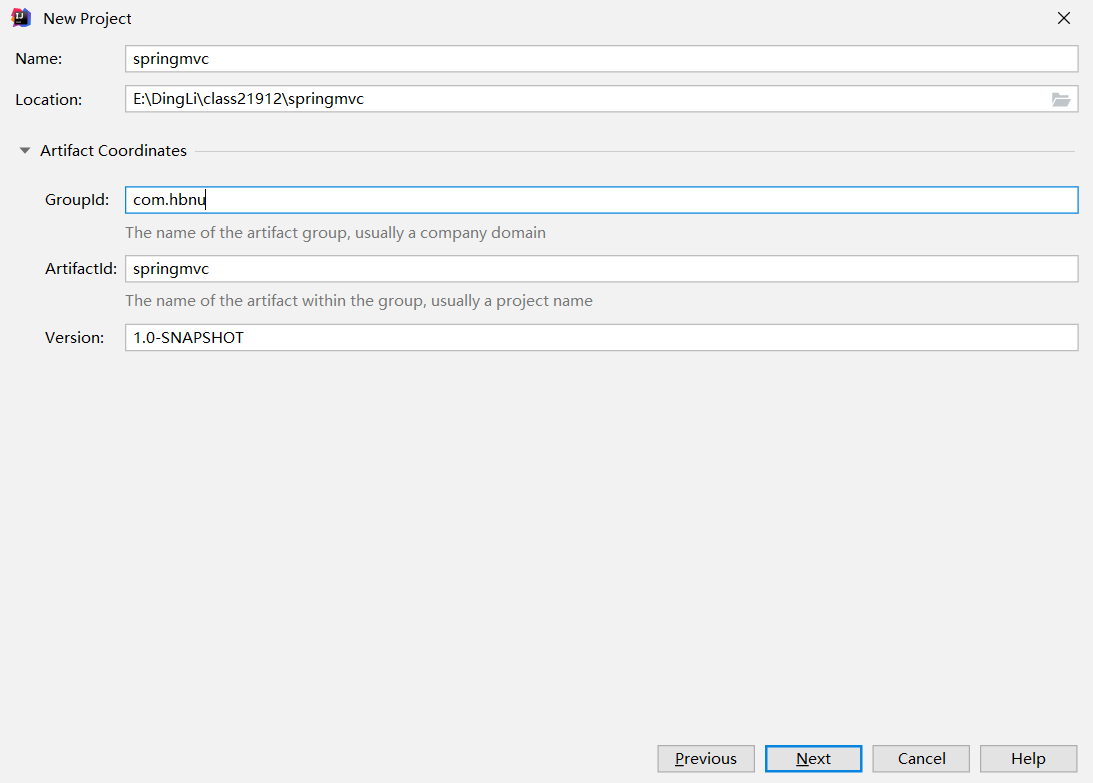 New Project
Name: springmvc
Location: E:\DingLi\class21912\springmvc
Artifact Coordinates
GroupId: com.hbnu
The name of the artifact group, usually a company domain
ArtifactId: springmvc
The name of the artifact within the group, usually a project name
Version: 1.0-SNAPSHOT
Previous Next Cancel Help